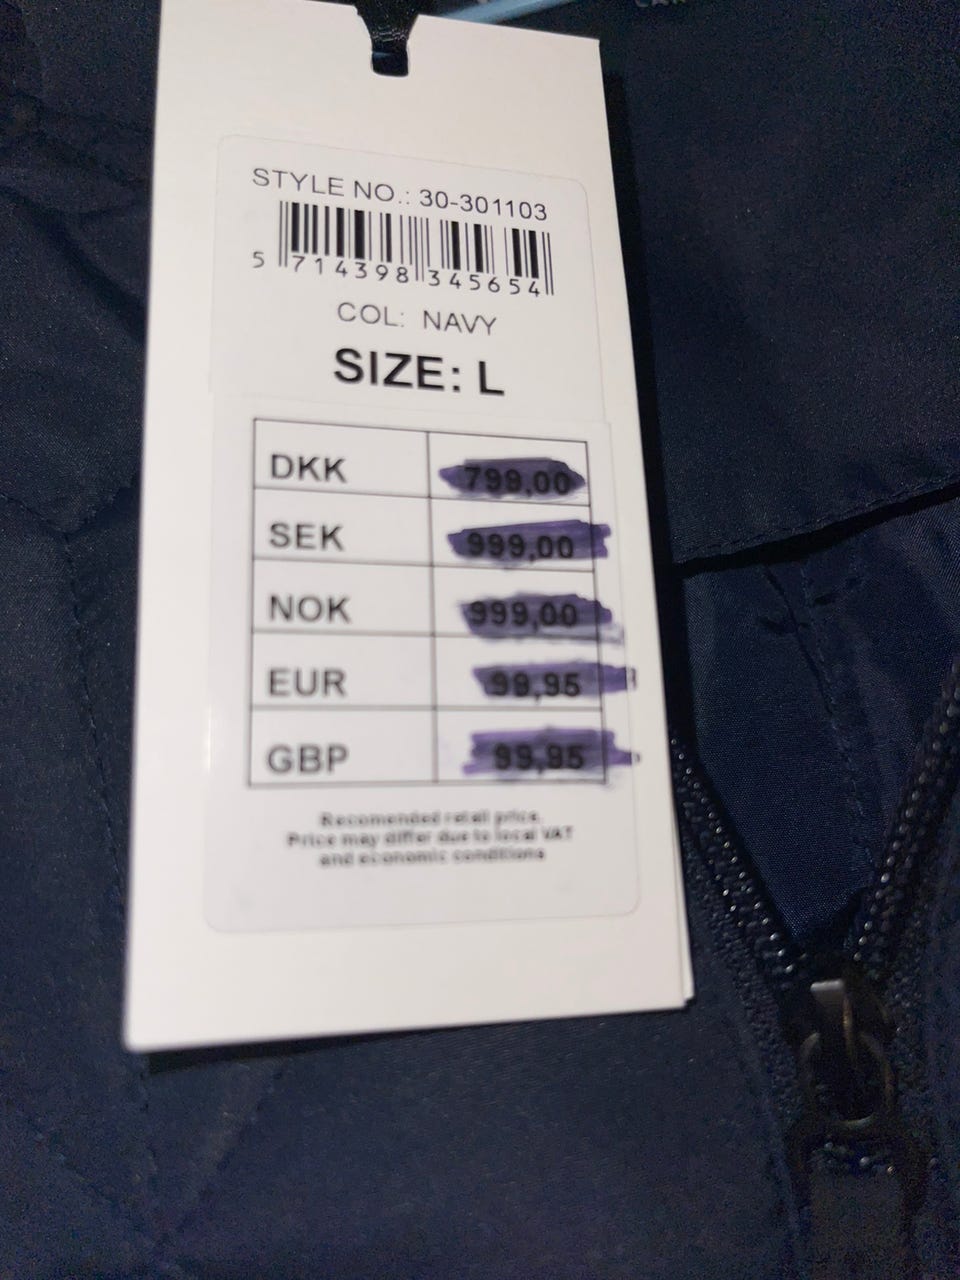 STYLE NO.: 30-301103
5 714398 345654
COL: NAVY
SIZE: L
DKK 799,00
SEK 999,00
NOK 999,00
EUR 99,95
GBP 99,95
Recomended retail price.
Price may differ due to local VAT
and economic conditions